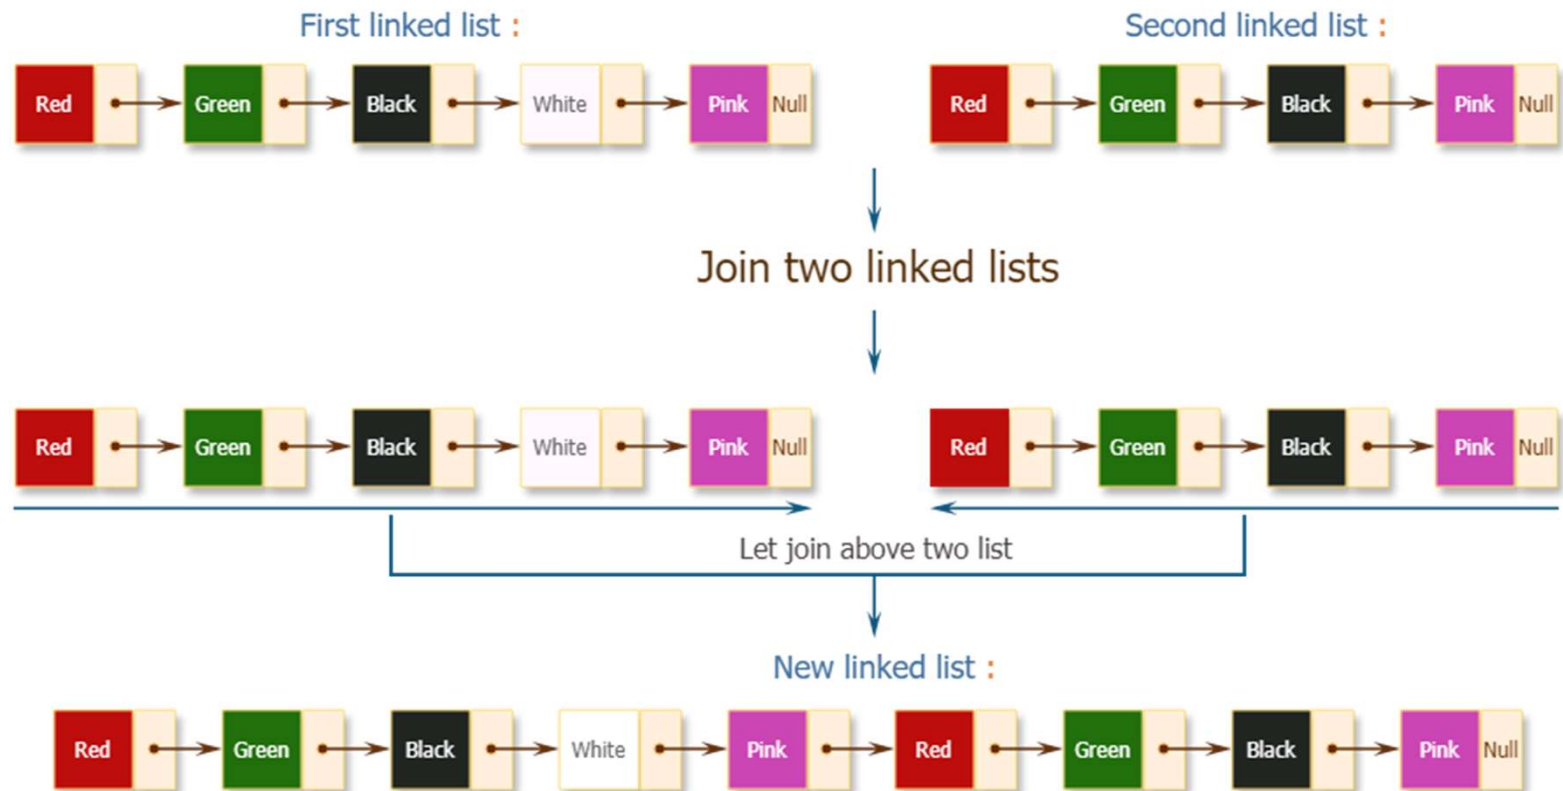 First linked list :
Second linked list :
Red Green Black White Pink Null
Red Green Black Pink Null
Join two linked lists
Red Green Black White Pink Null
Red Green Black Pink Null
Let join above two list
New linked list :
Red Green Black White Pink Red Green Black Pink Null